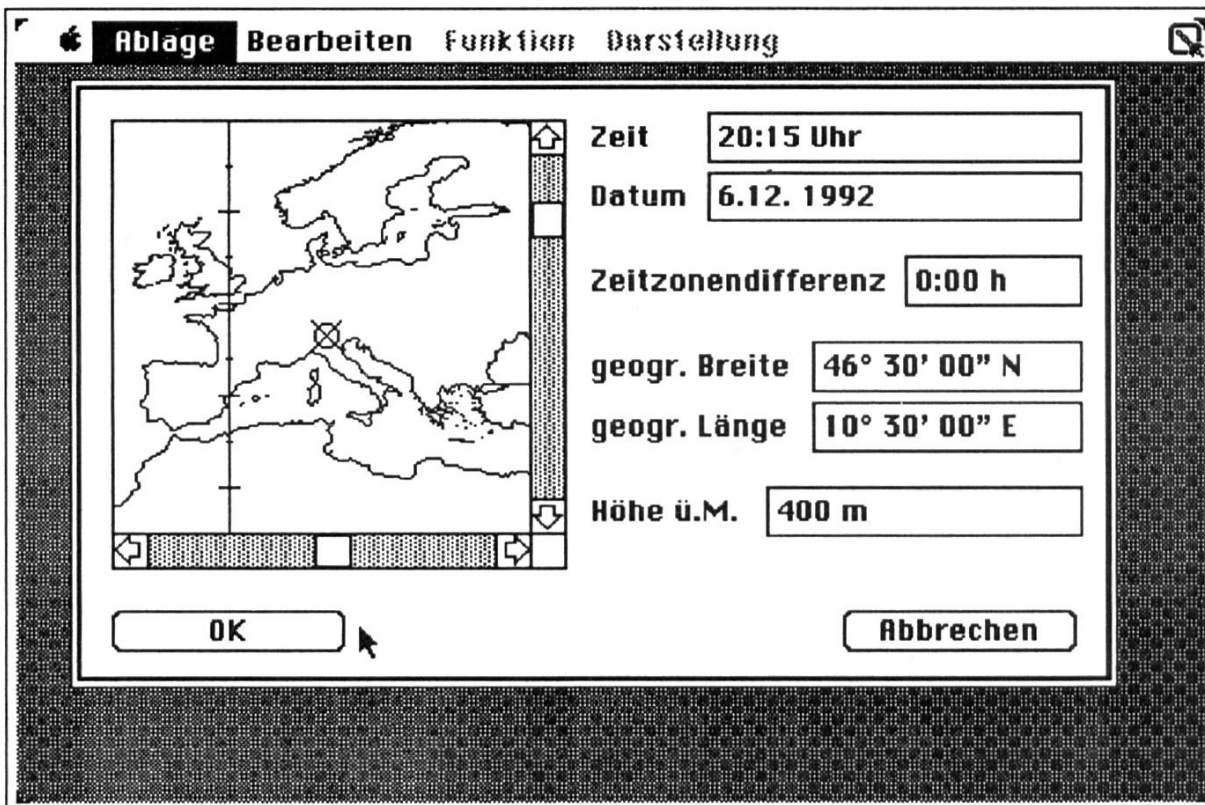 Ablage Bearbeiten Funktion Darstellung
Zeit 20:15 Uhr
Datum 6.12. 1992
Zeitzonendifferenz 0:00 h
geogr. Breite 46° 30' 00" N
geogr. Länge 10° 30' 00" E
Höhe ü.M. 400 m
OK Abbrechen